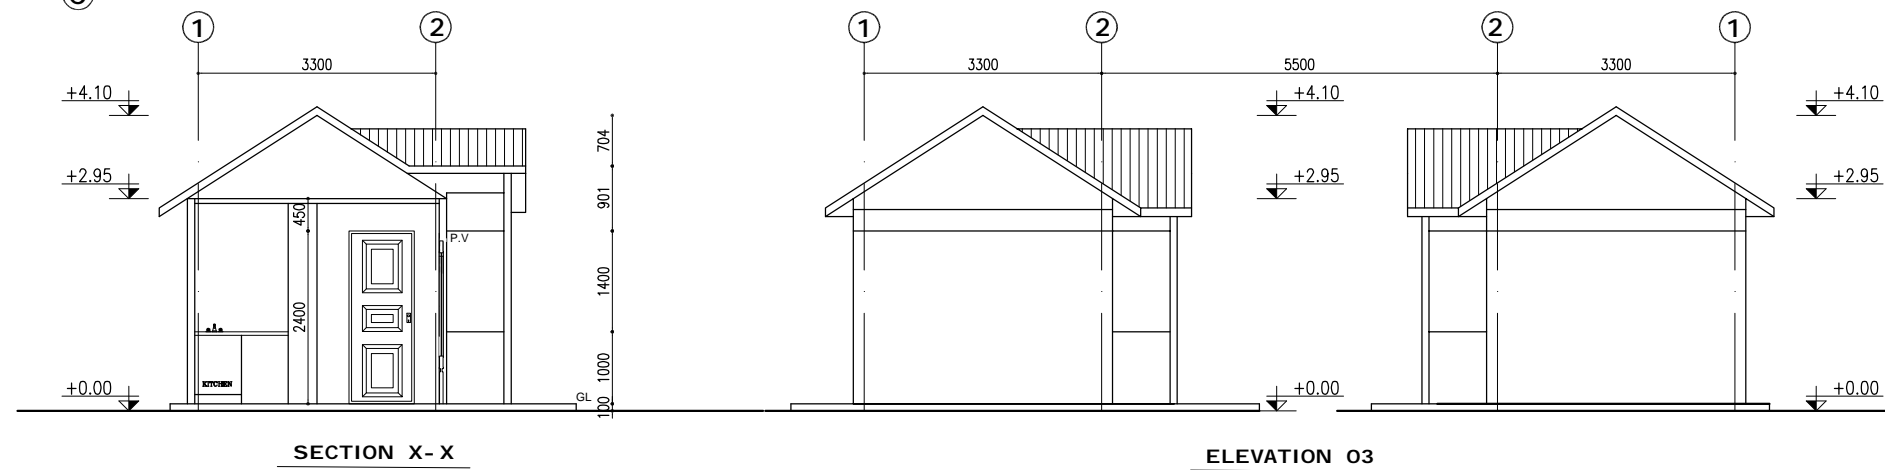 1 2 1 2 2 1
3300 3300 5500 3300
+4.10 +4.10 +4.10
704
+2.95 +2.95 +2.95
901
450
P.V
1400
2400
1000
KITCHEN
+0.00 +0.00 +0.00
GL
100
SECTION X-X
ELEVATION 03